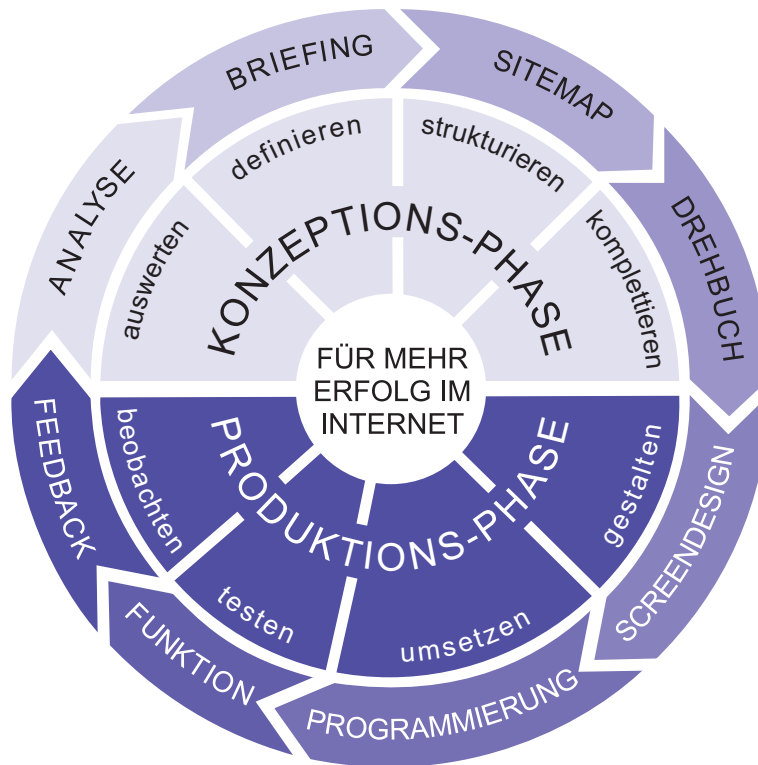 ANALYSE
BRIEFING
SITEMAP
DREHBUCH
SCREENDESIGN
PROGRAMMIERUNG
FUNKTION
FEEDBACK
auswerten
definieren
strukturieren
komplettieren
gestalten
umsetzen
testen
beobachten
KONZEPTIONS-PHASE
FÜR MEHR
ERFOLG IM
INTERNET
PRODUKTIONS-PHASE